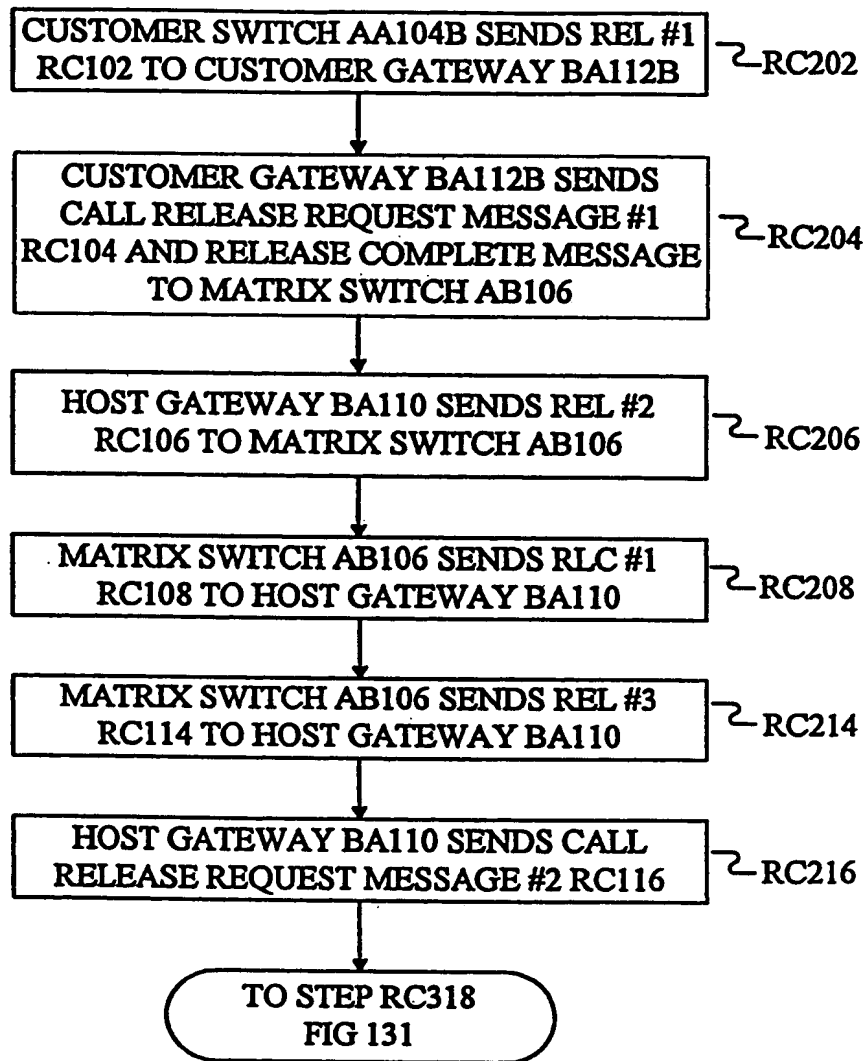 CUSTOMER SWITCH AA104B SENDS REL #1
RC102 TO CUSTOMER GATEWAY BA112B
RC202
CUSTOMER GATEWAY BA112B SENDS
CALL RELEASE REQUEST MESSAGE #1
RC104 AND RELEASE COMPLETE MESSAGE
TO MATRIX SWITCH AB106
RC204
HOST GATEWAY BA110 SENDS REL #2
RC106 TO MATRIX SWITCH AB106
RC206
MATRIX SWITCH AB106 SENDS RLC #1
RC108 TO HOST GATEWAY BA110
RC208
MATRIX SWITCH AB106 SENDS REL #3
RC114 TO HOST GATEWAY BA110
RC214
HOST GATEWAY BA110 SENDS CALL
RELEASE REQUEST MESSAGE #2 RC116
RC216
TO STEP RC318
FIG 131